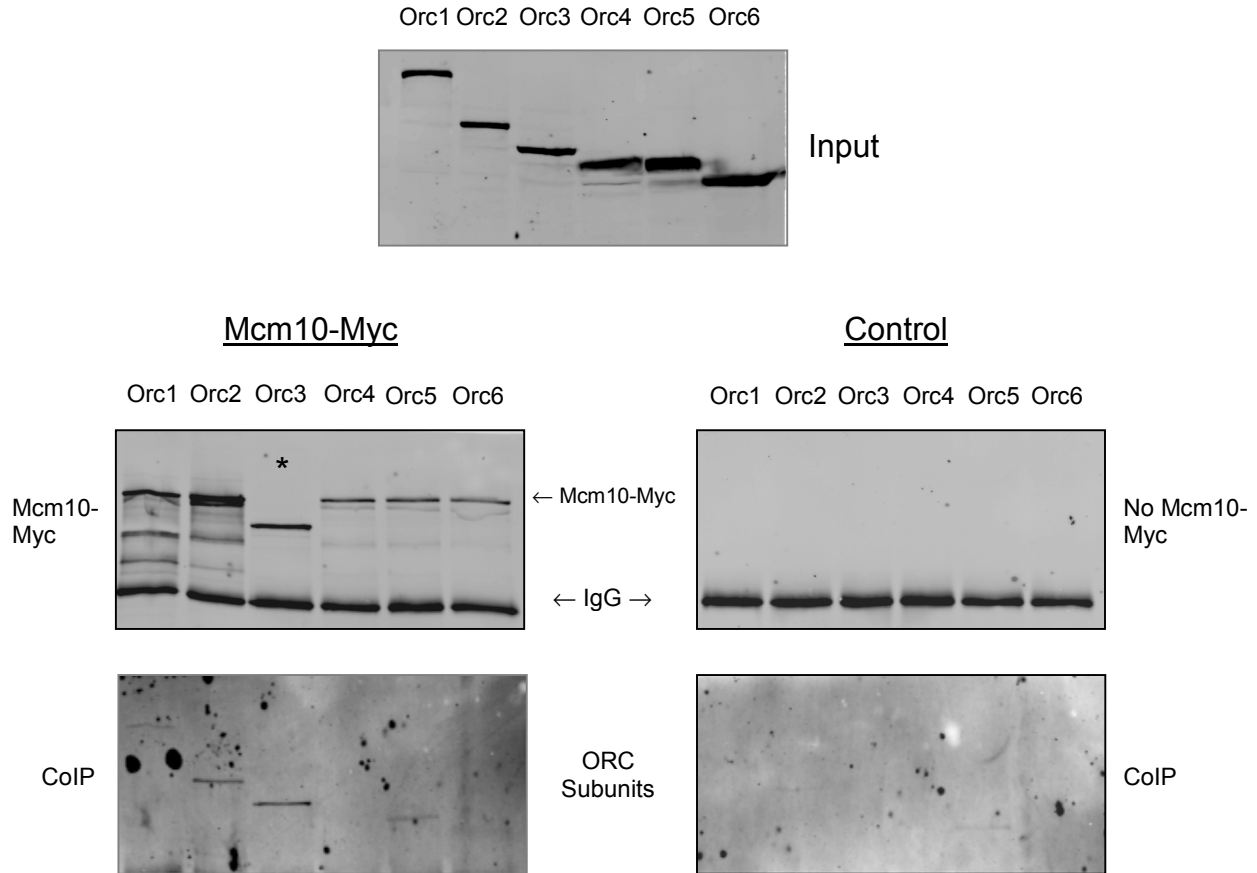 Orc1 Orc2 Orc3 Orc4 Orc5 Orc6
Input
Mcm10-Myc
Control
Orc1 Orc2 Orc3 Orc4 Orc5 Orc6
Orc1 Orc2 Orc3 Orc4 Orc5 Orc6
*
Mcm10-
Myc
← Mcm10-Myc
No Mcm10-
Myc
← IgG →
CoIP
ORC
Subunits
CoIP